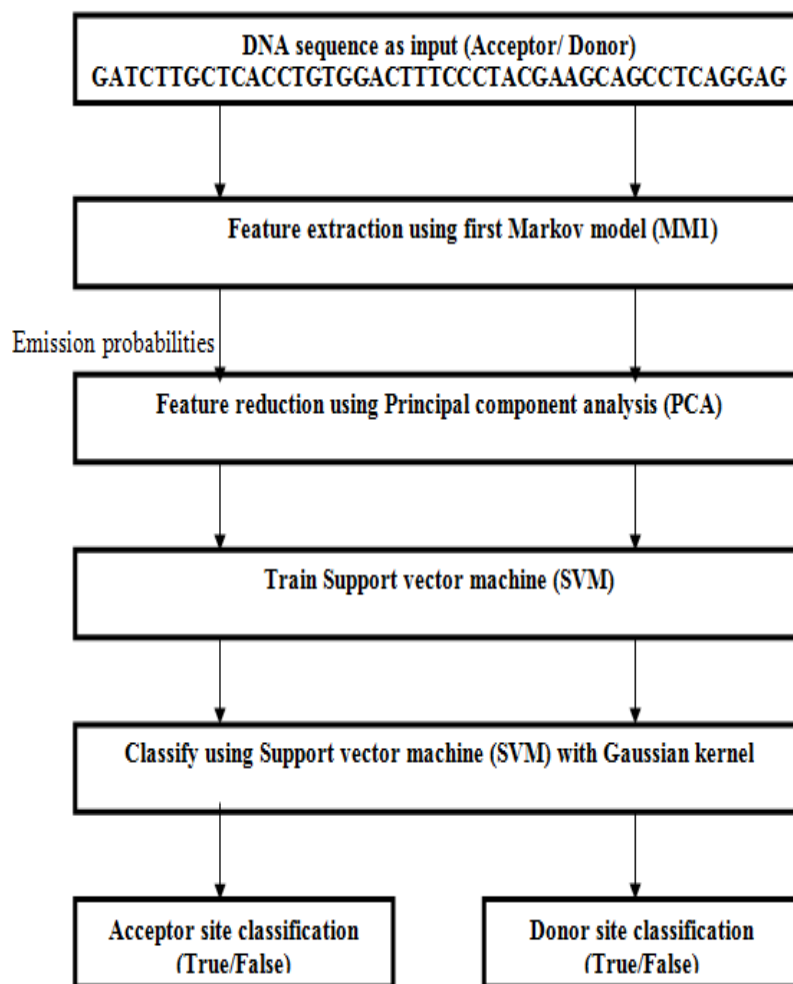 DNA sequence as input (Acceptor/ Donor)
GATCTTGCTCACCTGTGGACTTTCCCTACGAAGCAGCCTCAGGAG
Feature extraction using first Markov model (MM1)
Emission probabilities
Feature reduction using Principal component analysis (PCA)
Train Support vector machine (SVM)
Classify using Support vector machine (SVM) with Gaussian kernel
Acceptor site classification
(True/False)
Donor site classification
(True/False)